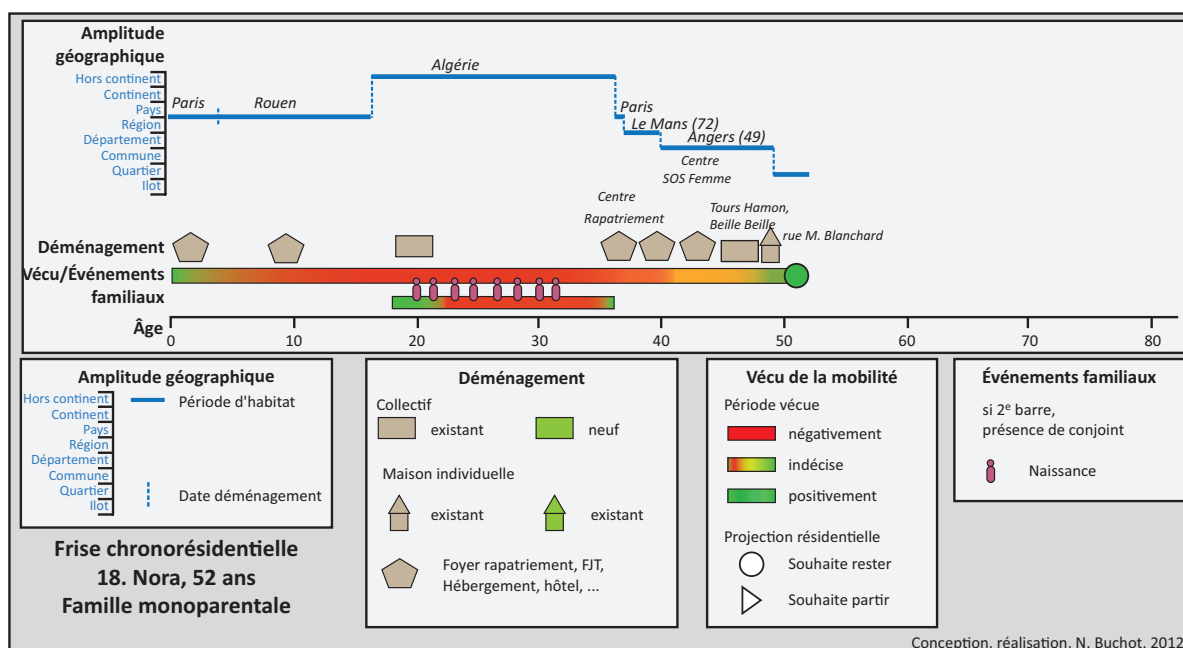 Amplitude
géographique
Hors continent
Continent
Pays
Région
Département
Commune
Quartier
Ilot
Paris
Rouen
Algérie
Paris
Le Mans (72)
Angers (49)
Centre
SOS Femme
Centre
Rapatriement
Tours Hamon,
Beille Beille
rue M. Blanchard
Déménagement
Vécu/Événements
familiaux
Âge
0 10 20 30 40 50 60 70 80
Amplitude géographique
Hors continent
Continent
Pays
Région
Département
Commune
Quartier
Ilot
Période d'habitat
Date déménagement
Frise chronorésidentielle
18. Nora, 52 ans
Famille monoparentale
Déménagement
Collectif
existant
neuf
Maison individuelle
existant
existant
Foyer rapatriement, FJT,
Hébergement, hôtel, ...
Vécu de la mobilité
Période vécue
négativement
indécise
positivement
Projection résidentielle
Souhaite rester
Souhaite partir
Événements familiaux
si 2e barre,
présence de conjoint
Naissance
Conception, réalisation, N. Buchot, 2012